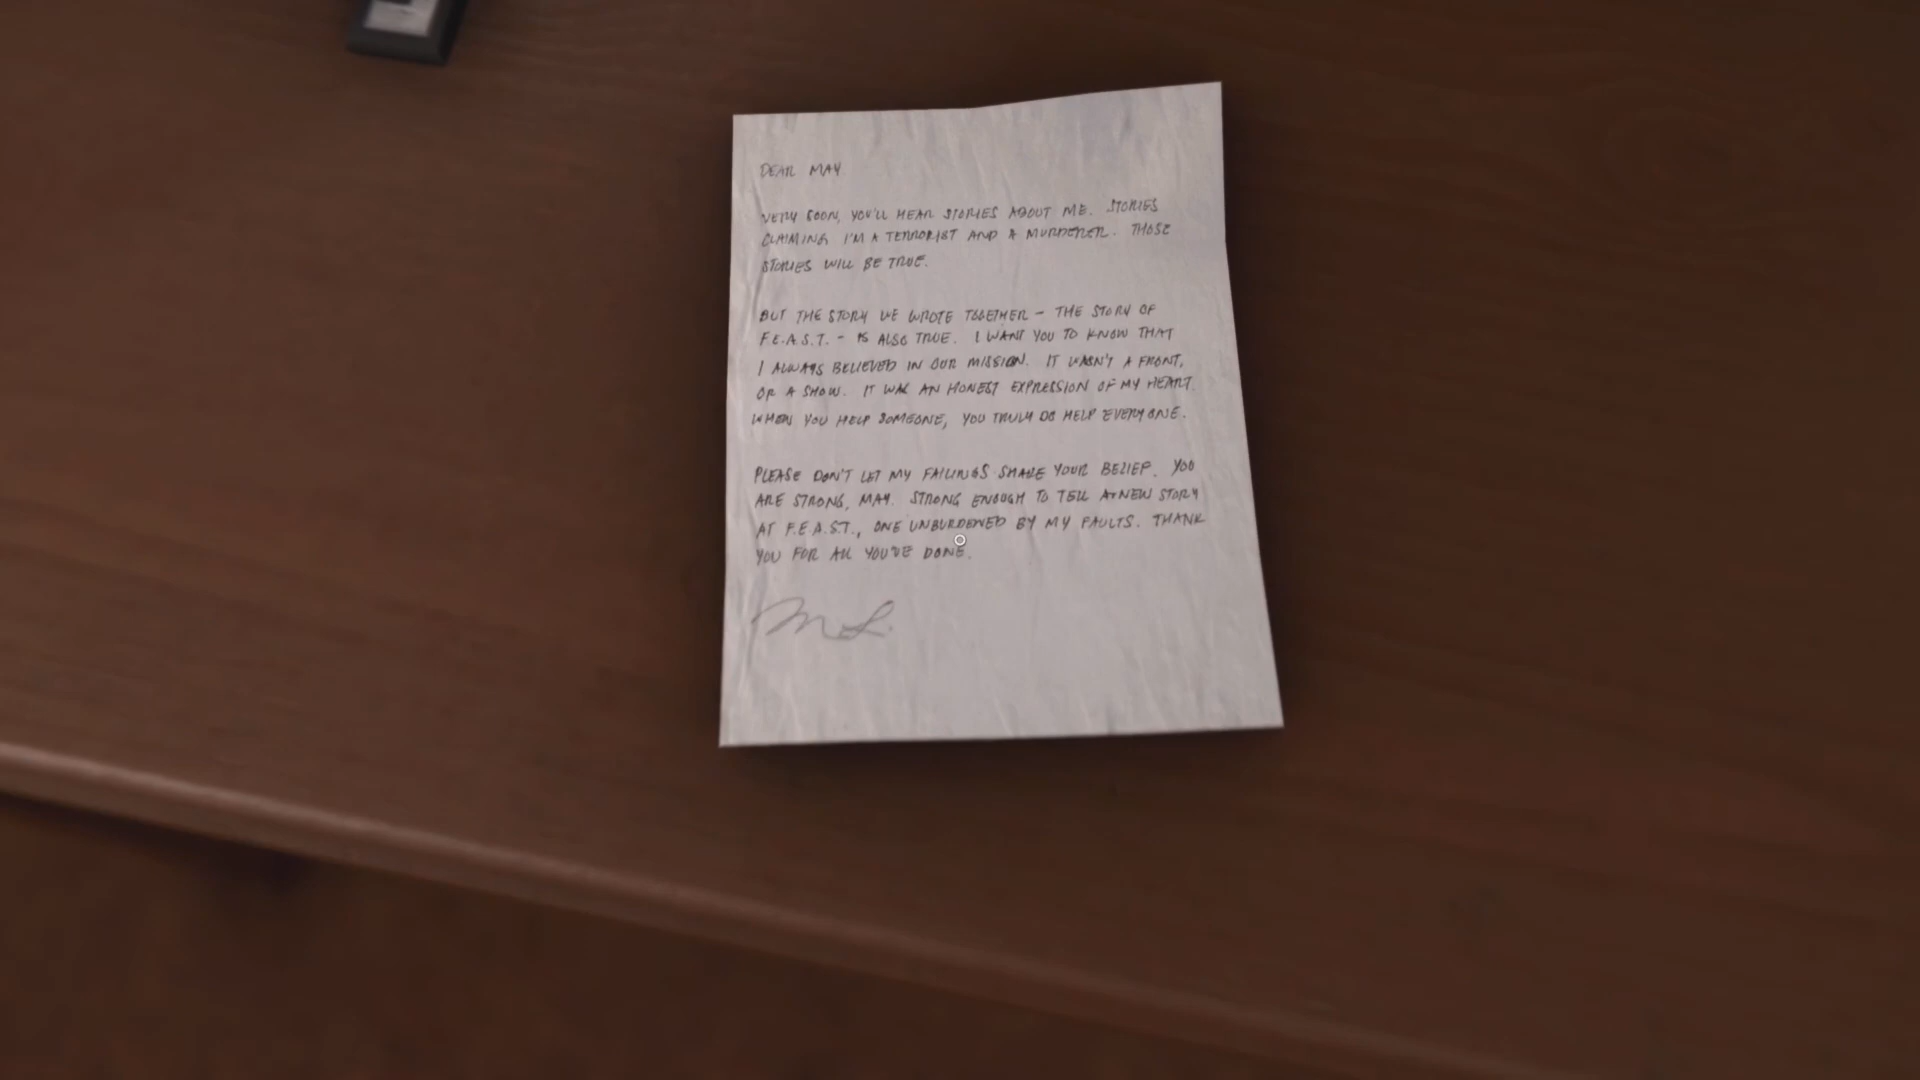 DEAR MAY
VERY SOON, YOU'LL HEAR STORIES ABOUT ME. STORIES
CLAIMING I'M A TERRORIST AND A MURDERER. THOSE
STORIES WILL BE TRUE.
BUT THE STORY WE WROTE TOGETHER - THE STORY OF
F.E.A.S.T. - IS ALSO TRUE. I WANT YOU TO KNOW THAT
I ALWAYS BELIEVED IN OUR MISSION. IT WASN'T A FRONT,
OR A SHOW. IT WAS AN HONEST EXPRESSION OF MY HEART.
WHEN YOU HELP SOMEONE, YOU TRULY DO HELP EVERYONE.
PLEASE DON'T LET MY FAILINGS SHAKE YOUR BELIEF. YOU
ARE STRONG, MAY. STRONG ENOUGH TO TELL A NEW STORY
AT F.E.A.S.T., ONE UNBURDENED BY MY FAULTS. THANK
YOU FOR ALL YOU'VE DONE.
M L.